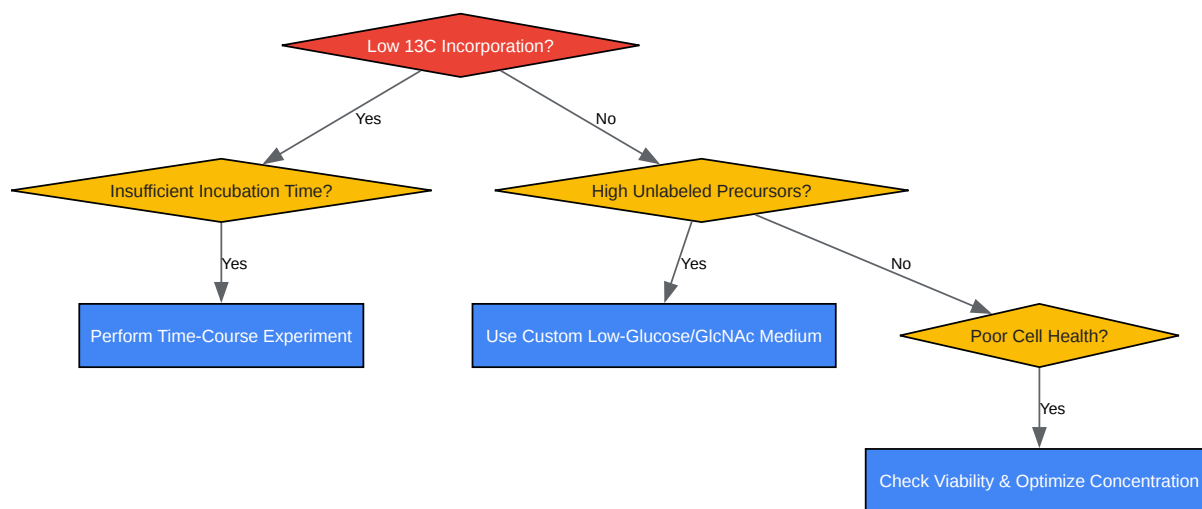 Low 13C Incorporation?
Yes
No
Insufficient Incubation Time?
High Unlabeled Precursors?
Yes
Yes
No
Perform Time-Course Experiment
Use Custom Low-Glucose/GlcNAc Medium
Poor Cell Health?
Yes
Check Viability & Optimize Concentration